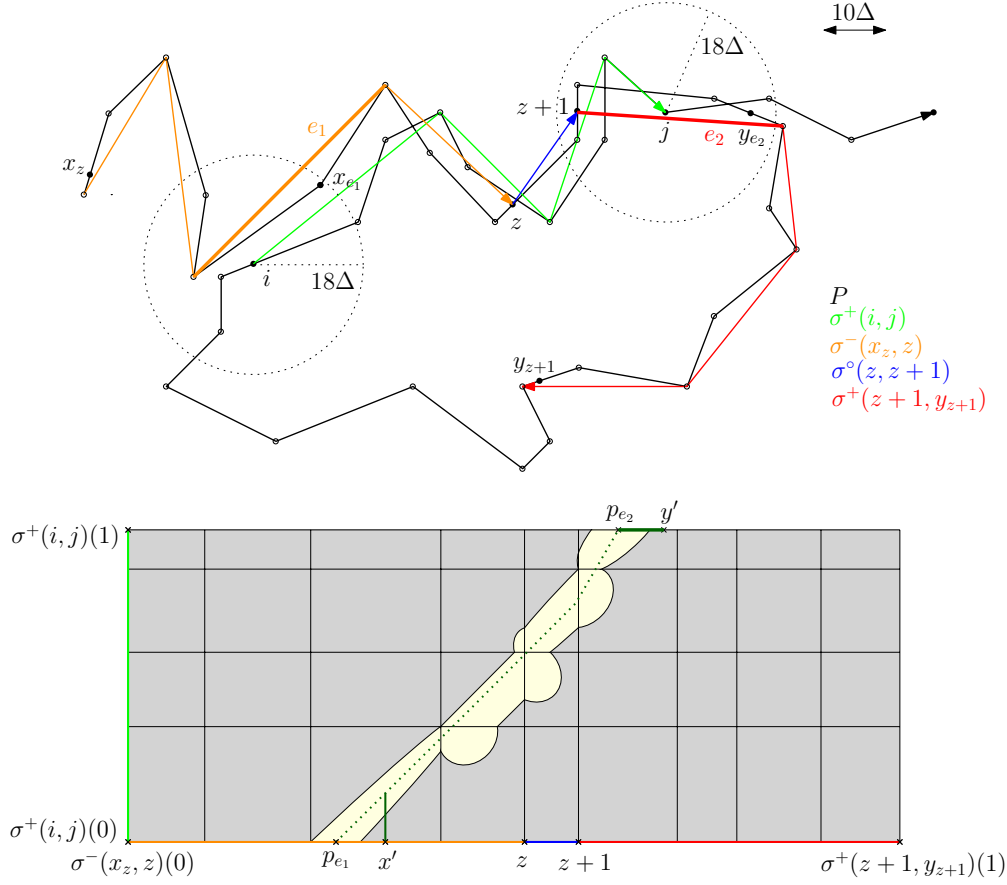 10Δ
18Δ
z+1
j
y_{e_2}
e_2
e_1
x_z
x_{e_1}
z
i
18Δ
P
σ⁺(i, j)
σ⁻(x_z, z)
σ°(z, z + 1)
σ⁺(z + 1, y_{z+1})
y_{z+1}
p_{e_2}
y′
σ⁺(i, j)(1)
σ⁺(i, j)(0)
σ⁻(x_z, z)(0)
p_{e_1}
x′
z
z + 1
σ⁺(z + 1, y_{z+1})(1)